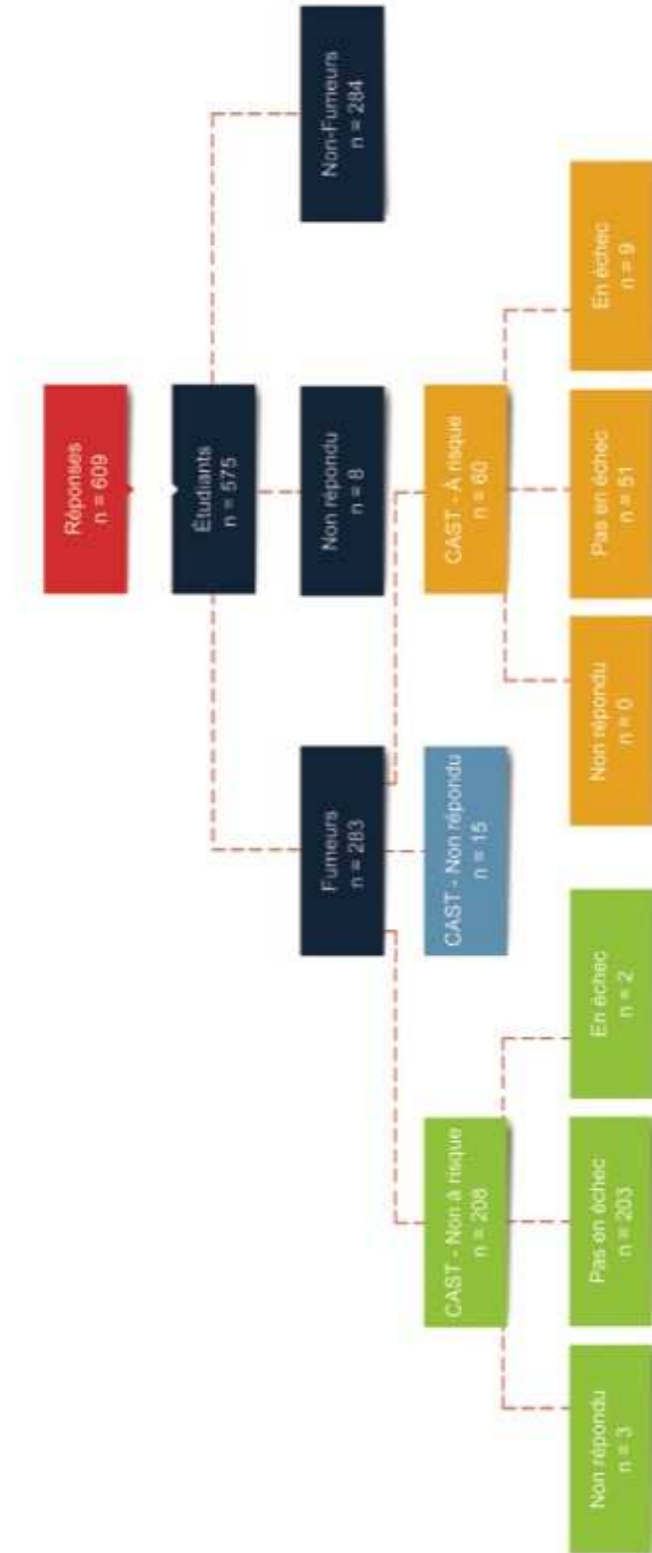 Réponses
n = 609
Étudiants
n = 575
Fumeurs
n = 283
Non répondu
n = 8
Non-Fumeurs
n = 284
CAST - Non à risque
n = 208
CAST - Non répondu
n = 15
CAST - À risque
n = 60
Non répondu
n = 3
Pas en échec
n = 203
En échec
n = 2
Non répondu
n = 0
Pas en échec
n = 51
En échec
n = 9